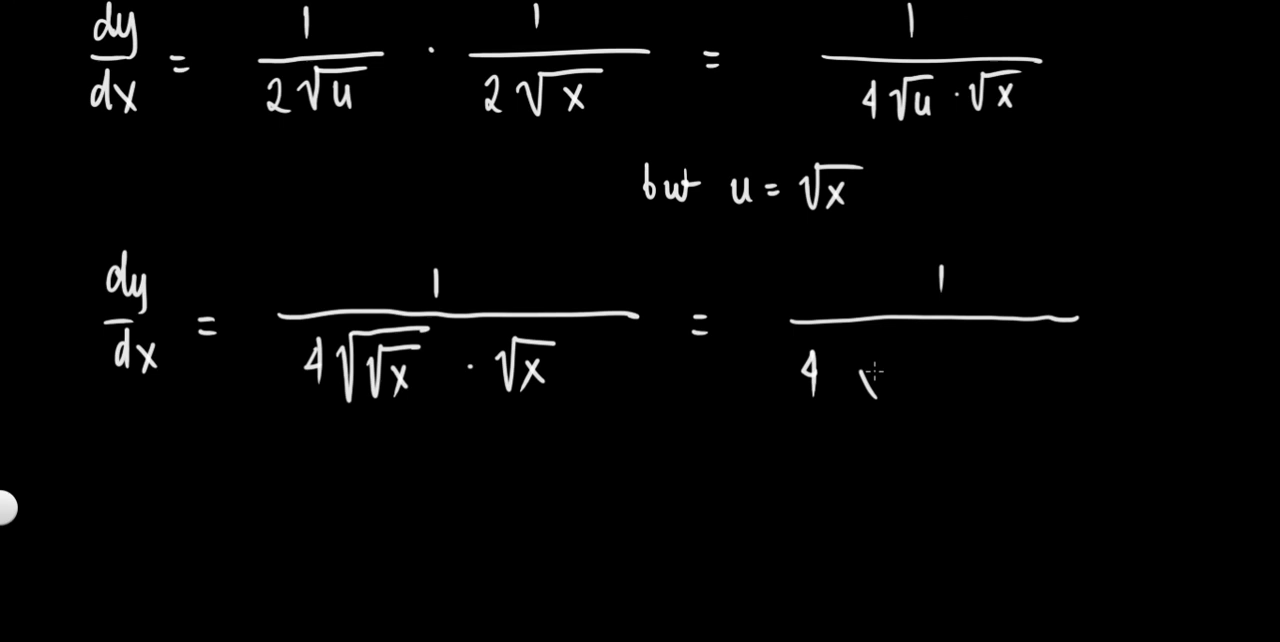 dy/dx = 1/(2√u) · 1/(2√x) = 1/(4√u · √x)
but u = √x
dy/dx = 1/(4√√x · √x) = 1/(4